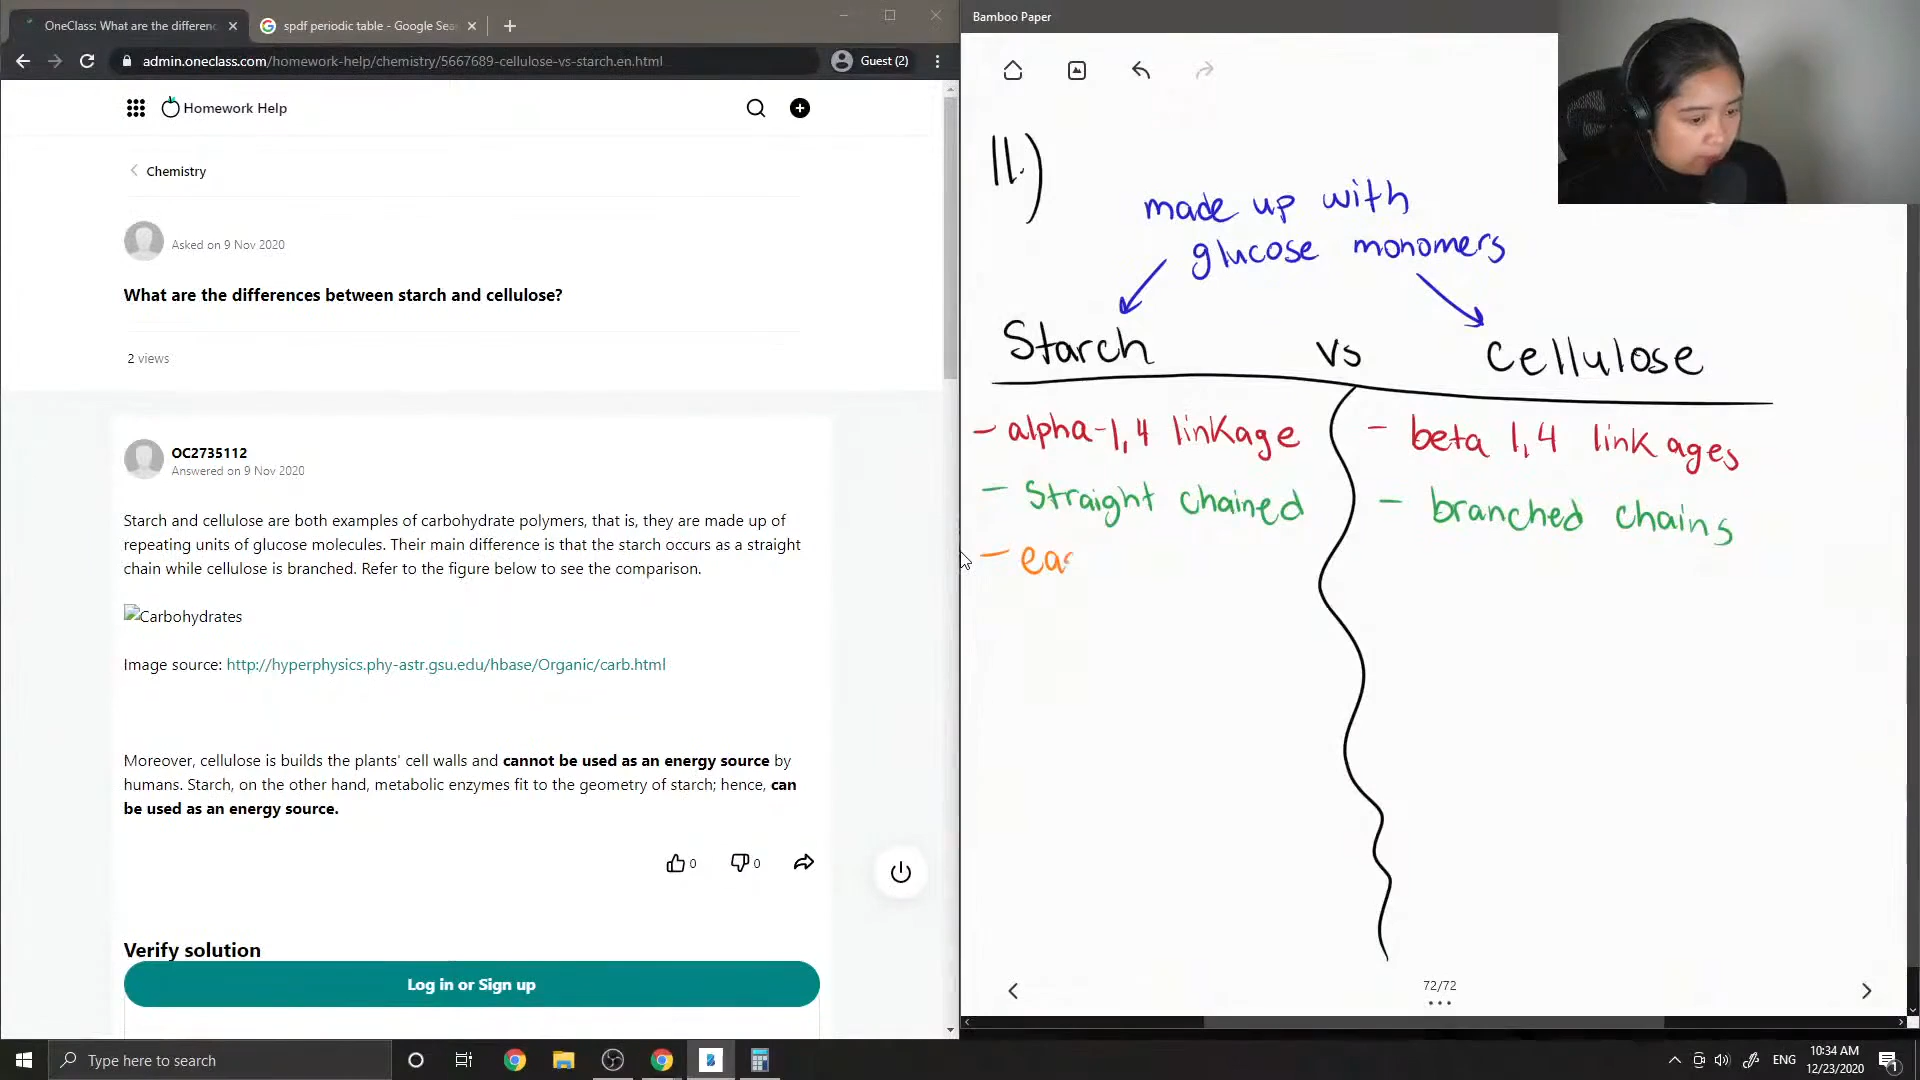 OneClass: What are the differen
spdf periodic table - Google Sea
admin.oneclass.com/homework-help/chemistry/5667689-cellulose-vs-starch.en.html
Guest (2)
Homework Help
Chemistry
Asked on 9 Nov 2020
What are the differences between starch and cellulose?
2 views
OC2735112
Answered on 9 Nov 2020
Starch and cellulose are both examples of carbohydrate polymers, that is, they are made up of
repeating units of glucose molecules. Their main difference is that the starch occurs as a straight
chain while cellulose is branched. Refer to the figure below to see the comparison.
Carbohydrates
Image source: http://hyperphysics.phy-astr.gsu.edu/hbase/Organic/carb.html
Moreover, cellulose is builds the plants' cell walls and cannot be used as an energy source by
humans. Starch, on the other hand, metabolic enzymes fit to the geometry of starch; hence, can
be used as an energy source.
0 0
Verify solution
Log in or Sign up
Bamboo Paper
11.)
made up with
glucose monomers
Starch vs cellulose
- alpha-1,4 linkage
- beta 1,4 linkages
- Straight chained
- branched chains
- eas
72/72
Type here to search
ENG
10:34 AM
12/23/2020
1